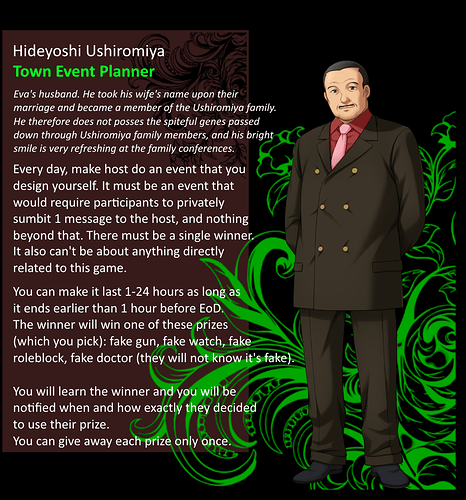 Hideyoshi Ushiromiya
Town Event Planner
Eva's husband. He took his wife's name upon their
marriage and became a member of the Ushiromiya family.
He therefore does not posses the spiteful genes passed
down through Ushiromiya family members, and his bright
smile is very refreshing at the family conferences.
Every day, make host do an event that you
design yourself. It must be an event that
would require participants to privately
sumbit 1 message to the host, and nothing
beyond that. There must be a single winner.
It also can't be about anything directly
related to this game.
You can make it last 1-24 hours as long as
it ends earlier than 1 hour before EoD.
The winner will win one of these prizes
(which you pick): fake gun, fake watch, fake
roleblock, fake doctor (they will not know it's fake).
You will learn the winner and you will be
notified when and how exactly they decided
to use their prize.
You can give away each prize only once.